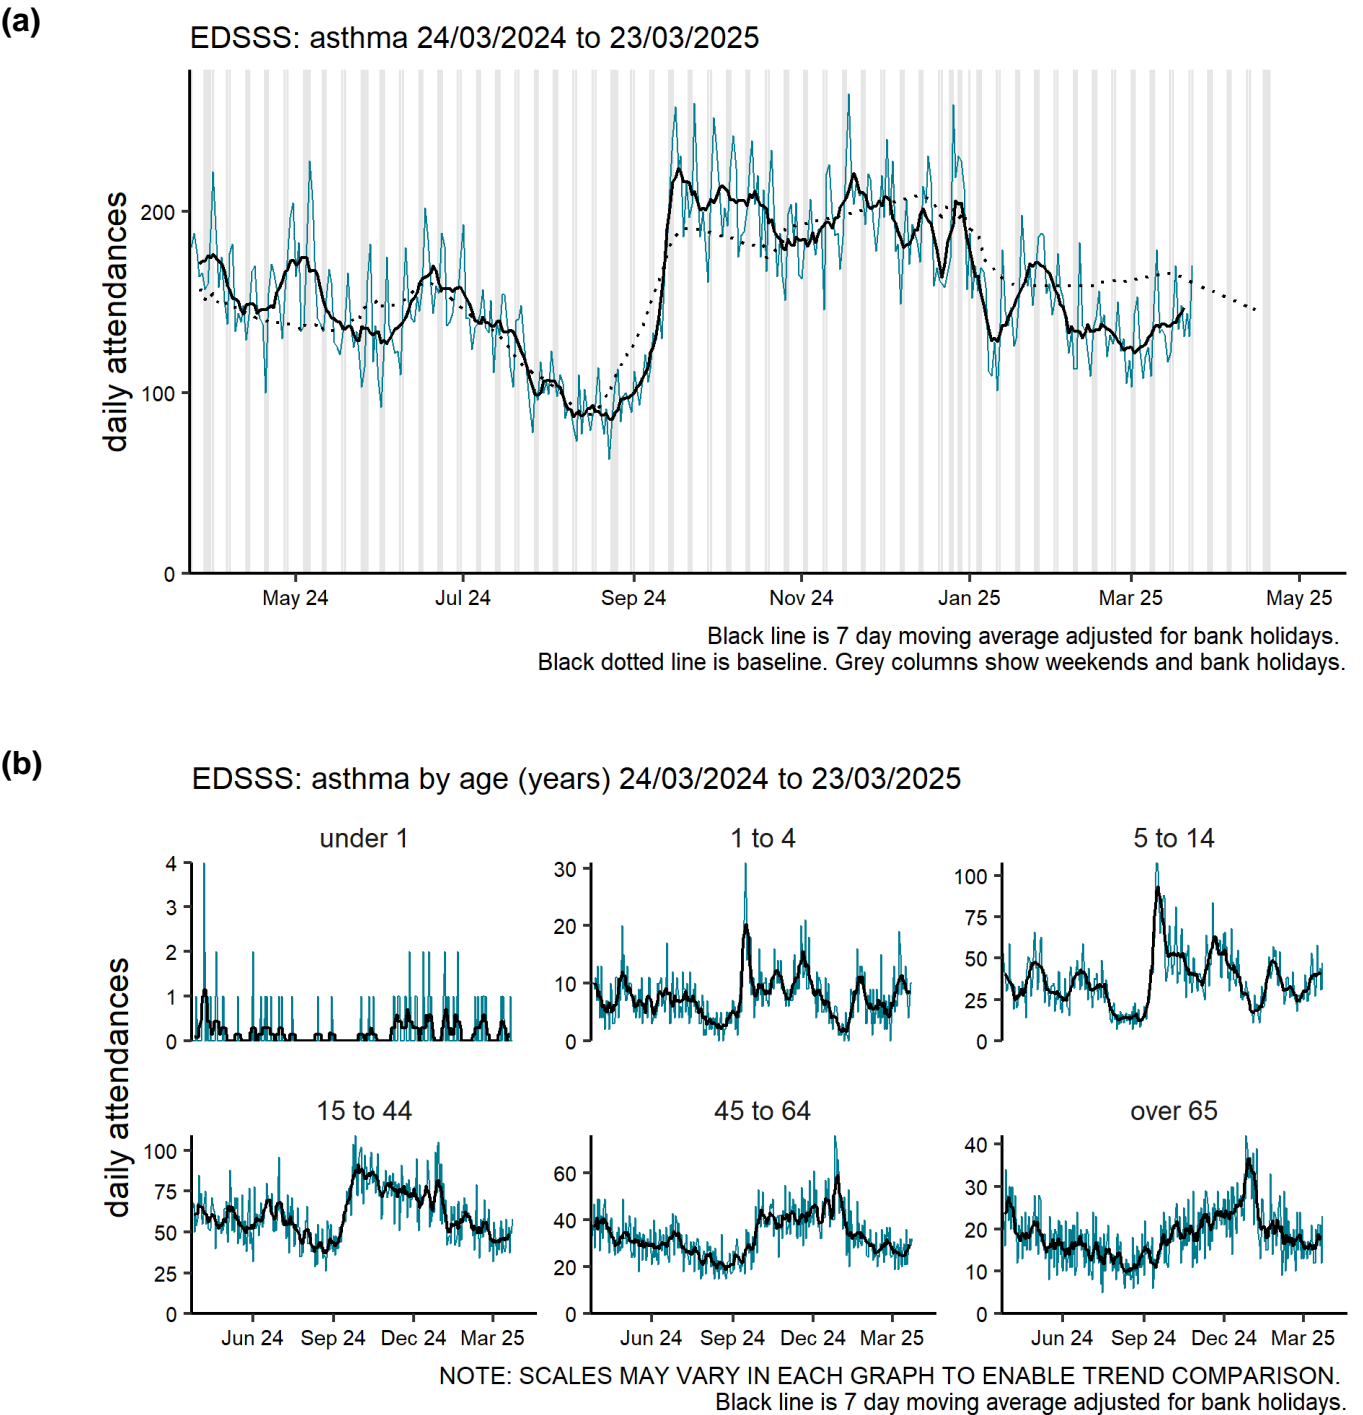 (a)
EDSSS: asthma 24/03/2024 to 23/03/2025
daily attendances
200
100
0
May 24 Jul 24 Sep 24 Nov 24 Jan 25 Mar 25 May 25
Black line is 7 day moving average adjusted for bank holidays.
Black dotted line is baseline. Grey columns show weekends and bank holidays.
(b)
EDSSS: asthma by age (years) 24/03/2024 to 23/03/2025
daily attendances
under 1
4
3
2
1
0
1 to 4
30
20
10
0
5 to 14
100
75
50
25
0
15 to 44
100
75
50
25
0
Jun 24 Sep 24 Dec 24 Mar 25
45 to 64
60
40
20
0
Jun 24 Sep 24 Dec 24 Mar 25
over 65
40
30
20
10
0
Jun 24 Sep 24 Dec 24 Mar 25
NOTE: SCALES MAY VARY IN EACH GRAPH TO ENABLE TREND COMPARISON.
Black line is 7 day moving average adjusted for bank holidays.